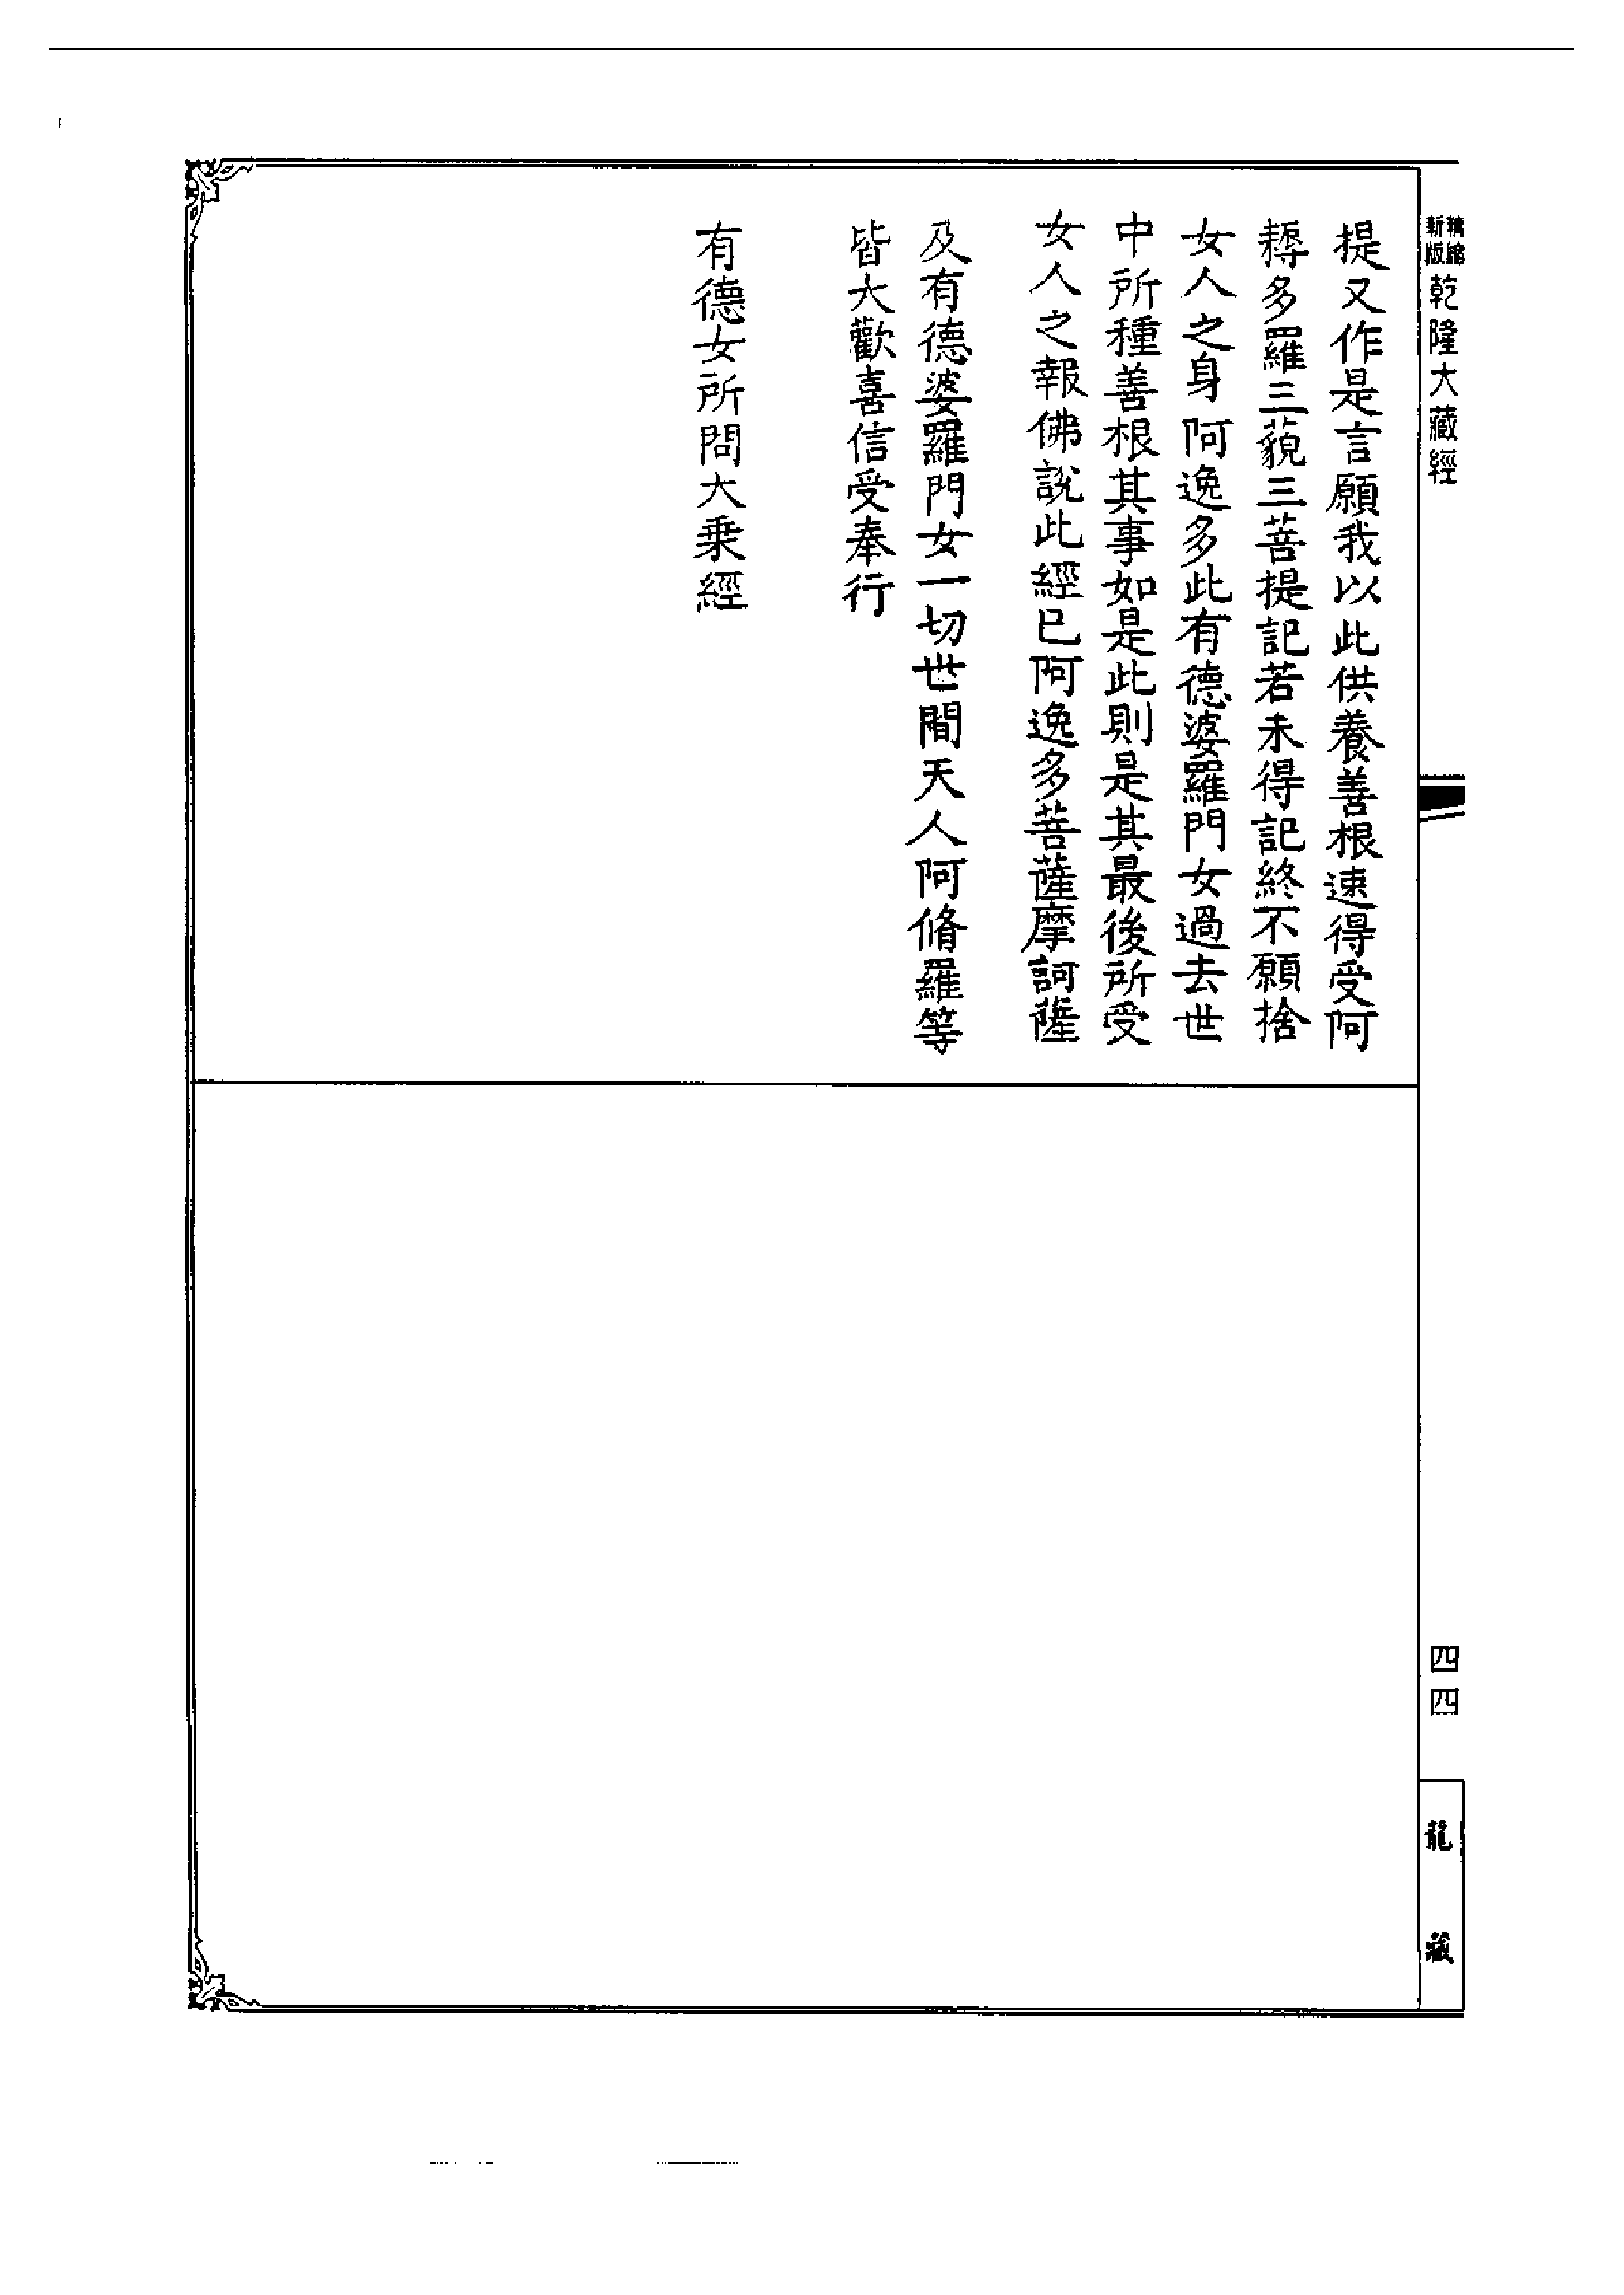 精縮
新版
乾隆大藏經
提又作是言願我以此供養善根速得受阿
耨多羅三藐三菩提記若未得記終不願捨
女人之身阿逸多此有德婆羅門女過去世
中所種善根其事如是此則是其最後所受
女人之報佛說此經已阿逸多菩薩摩訶薩
及有德婆羅門女一切世間天人阿脩羅等
皆大歡喜信受奉行
有德女所問大乘經
四四
龍藏